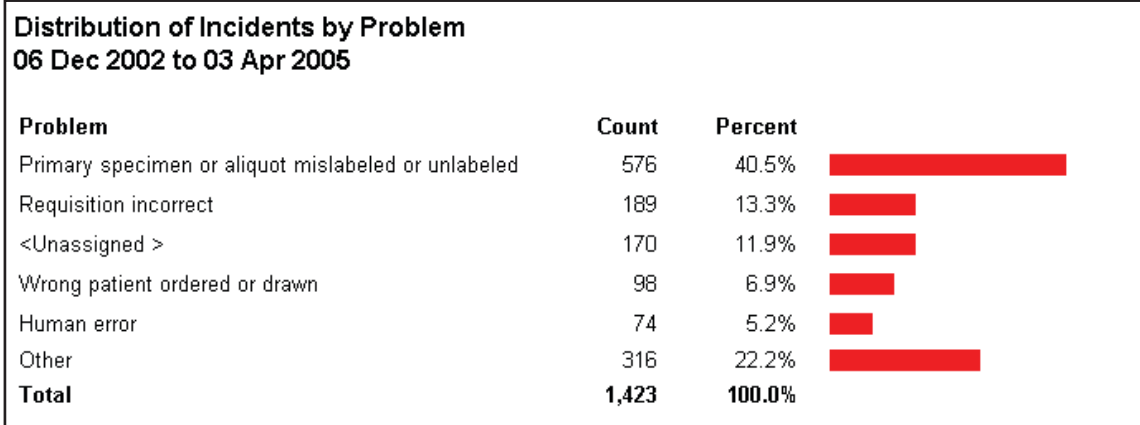 Distribution of Incidents by Problem
06 Dec 2002 to 03 Apr 2005
Problem Count Percent
Primary specimen or aliquot mislabeled or unlabeled 576 40.5%
Requisition incorrect 189 13.3%
<Unassigned > 170 11.9%
Wrong patient ordered or drawn 98 6.9%
Human error 74 5.2%
Other 316 22.2%
Total 1,423 100.0%